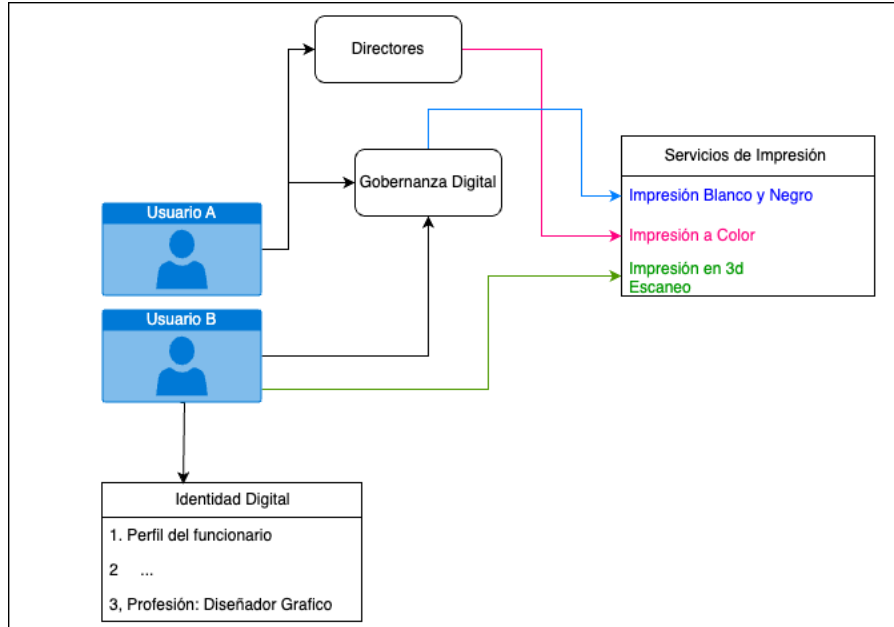 Directores
Gobernanza Digital
Servicios de Impresión
Impresión Blanco y Negro
Impresión a Color
Impresión en 3d
Escaneo
Usuario A
Usuario B
Identidad Digital
1. Perfil del funcionario
2 ...
3, Profesión: Diseñador Grafico